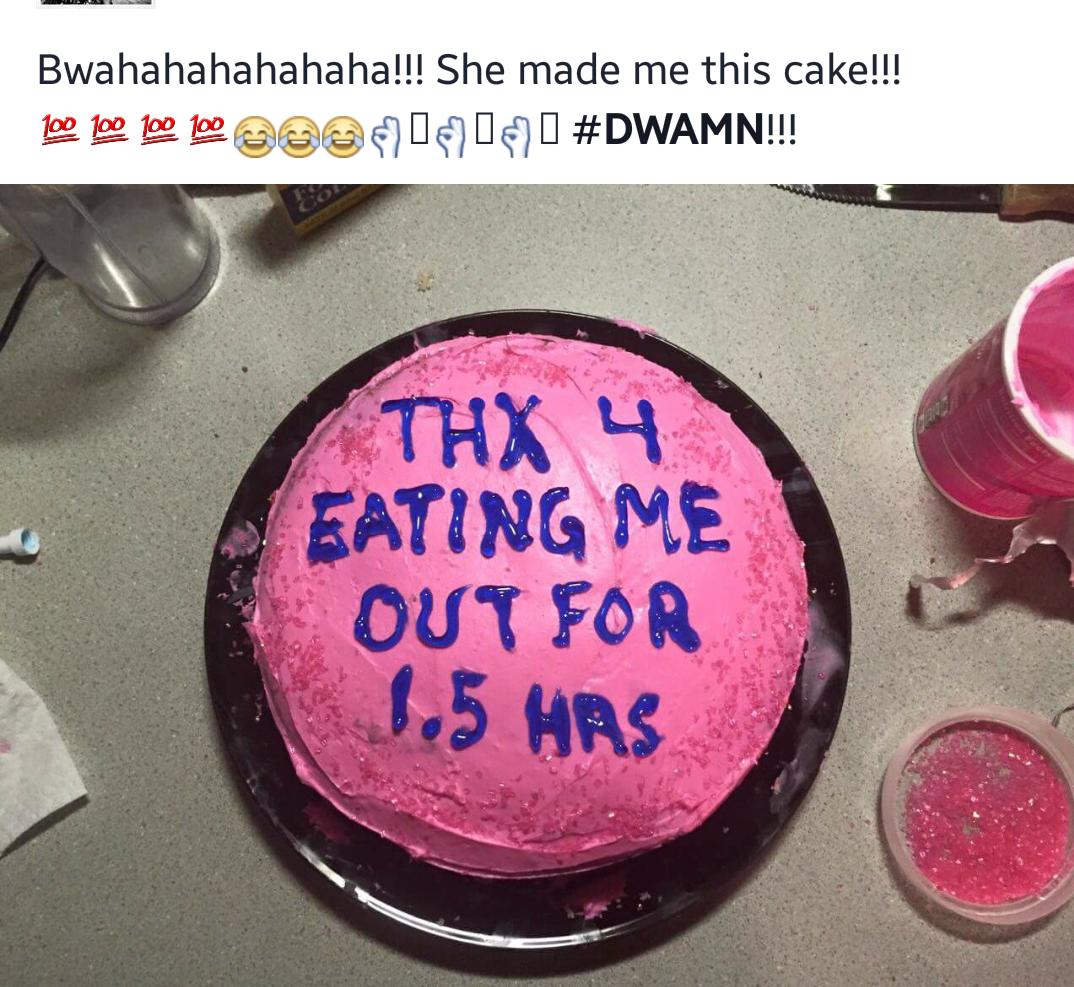 Bwahahahahahaha!!! She made me this cake!!!
💯 💯 💯 💯😂😂😂👌▯👌▯👌▯ #DWAMN!!!
THX 4
EATING ME
OUT FOR
1.5 HRS